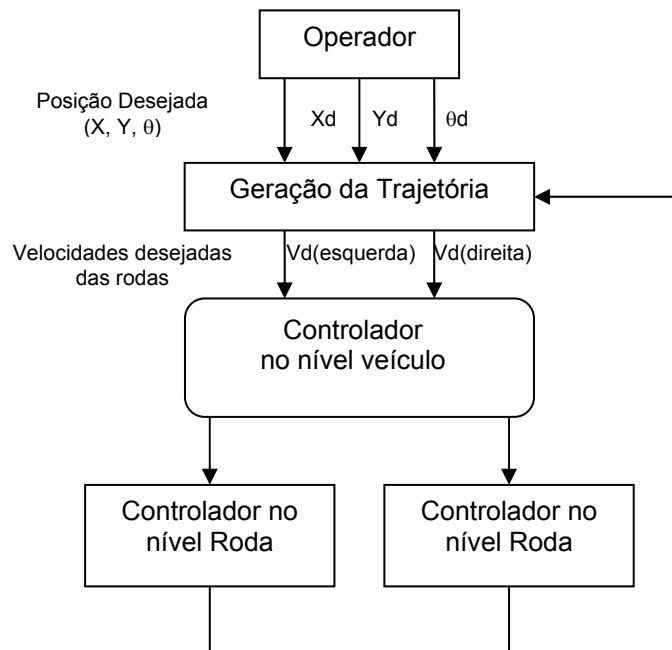 Operador
Posição Desejada
(X, Y, θ)
Xd
Yd
θd
Geração da Trajetória
Velocidades desejadas
das rodas
Vd(esquerda)
Vd(direita)
Controlador
no nível veículo
Controlador no
nível Roda
Controlador no
nível Roda